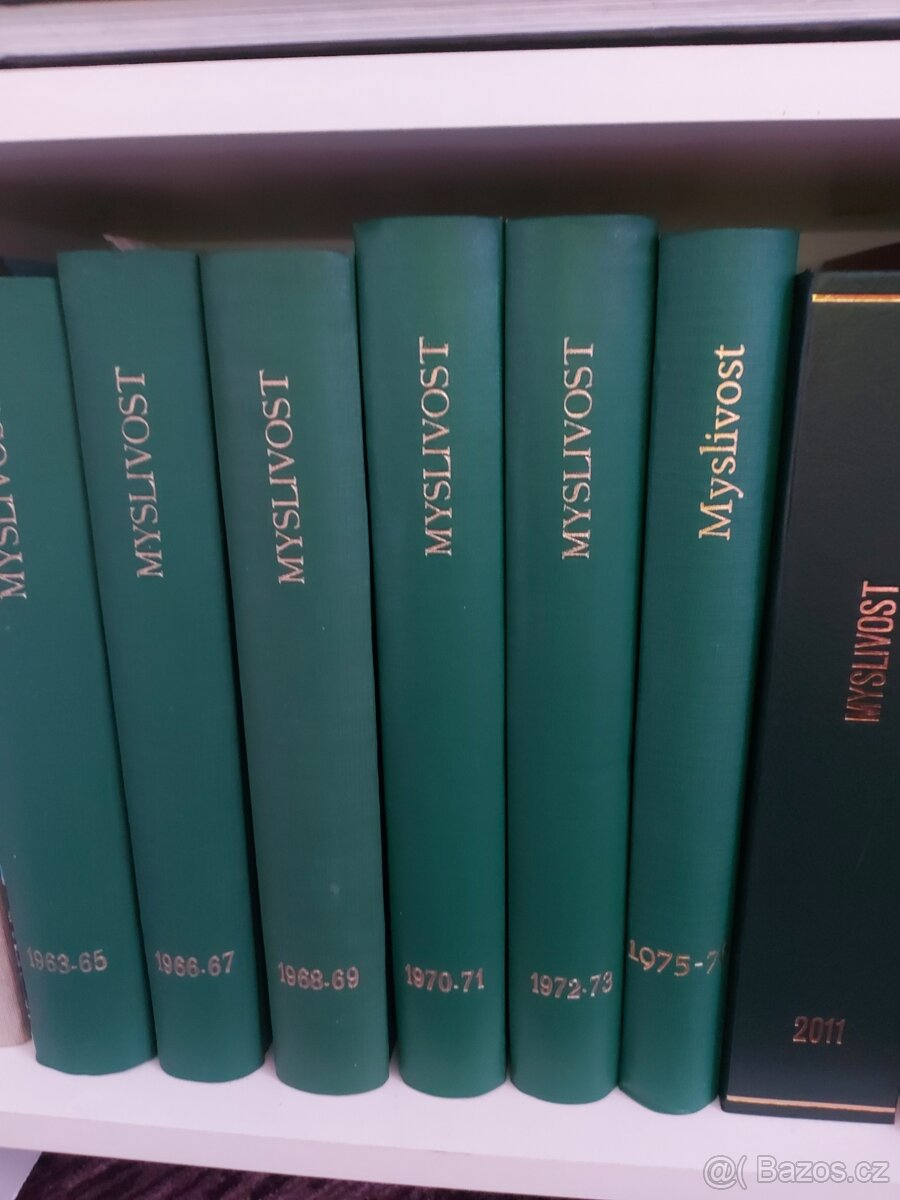 MYSLIVOST
1963-65
MYSLIVOST
1966-67
MYSLIVOST
1968-69
MYSLIVOST
1970-71
MYSLIVOST
1972-73
Myslivost
MYSLIVOST
2011
@( Bazos.cz